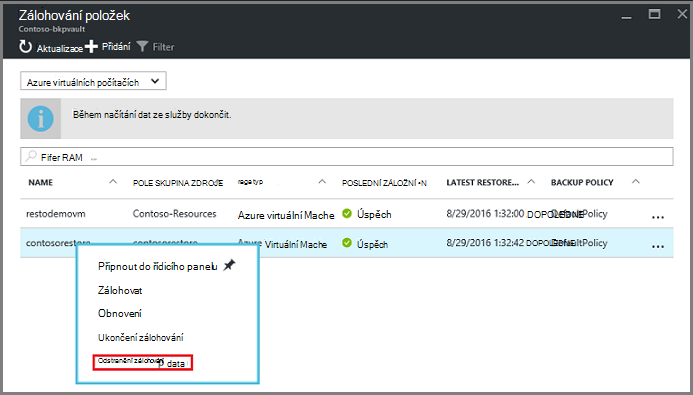 Zálohování položek
Contoso-bkpvault
Aktualizace Přidání Filter
Azure virtuálních počítačích
Během načítání dat ze služby dokončit.
Fifer RAM ...
NAME POLE SKUPINA ZDROJE rega typ POSLEDNÍ ZÁLOŽNÍ •N LATEST RESTORE... BACKUP POLICY
restodemovm Contoso-Resources Azure virtuální Mache Úspěch 8/29/2016 1:32:00 DOPOLEDNE DefaultPolicy ...
contosorestore contosorestore Azure Virtuální Mache Úspěch 8/29/2016 1:32:42 DOPOLEDNE DefaultPolicy ...
Připnout do řídicího panelu
Zálohovat
Obnovení
Ukončení zálohování
Odstranění zálohování p data